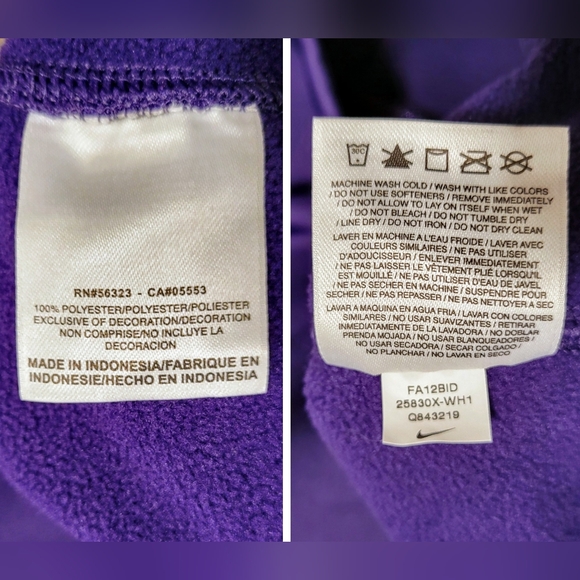 RN#56323 - CA#05553
100% POLYESTER/POLYESTER/POLIESTER
EXCLUSIVE OF DECORATION/DECORATION
NON COMPRISE/NO INCLUYE LA
DECORACIÓN
MADE IN INDONESIA/FABRIQUE EN
INDONESIE/HECHO EN INDONESIA
30C
MACHINE WASH COLD / WASH WITH LIKE COLORS
/ DO NOT USE SOFTENERS / REMOVE IMMEDIATELY
/ DO NOT ALLOW TO LAY ON ITSELF WHEN WET
/ DO NOT BLEACH / DO NOT TUMBLE DRY
/ LINE DRY / DO NOT IRON / DO NOT DRY CLEAN
LAVER EN MACHINE A L'EAU FROIDE / LAVER AVEC
COULEURS SIMILAIRES / NE PAS UTILISER
D'ADOUCISSEUR / ENLEVER IMMÉDIATEMENT
/ NE PAS LAISSER LE VÊTEMENT PLIÉ LORSQU'IL
EST MOUILLÉ / NE PAS UTILISER D'EAU DE JAVEL
/ NE PAS SECHER EN MACHINE / SUSPENDRE POUR
SECHER / NE PAS REPASSER / NE PAS NETTOYER A SEC
LAVAR A MAQUINA EN AGUA FRIA / LAVAR CON COLORES
SIMILARES / NO USAR SUAVIZANTES / RETIRAR
INMEDIATAMENTE DE LA LAVADORA / NO DOBLAR
PRENDA MOJADA / NO USAR BLANQUEADORES /
NO USAR SECADORA / SECAR COLGADO /
NO PLANCHAR / NO LAVAR EN SECO
FA12BID
25830X-WH1
Q843219